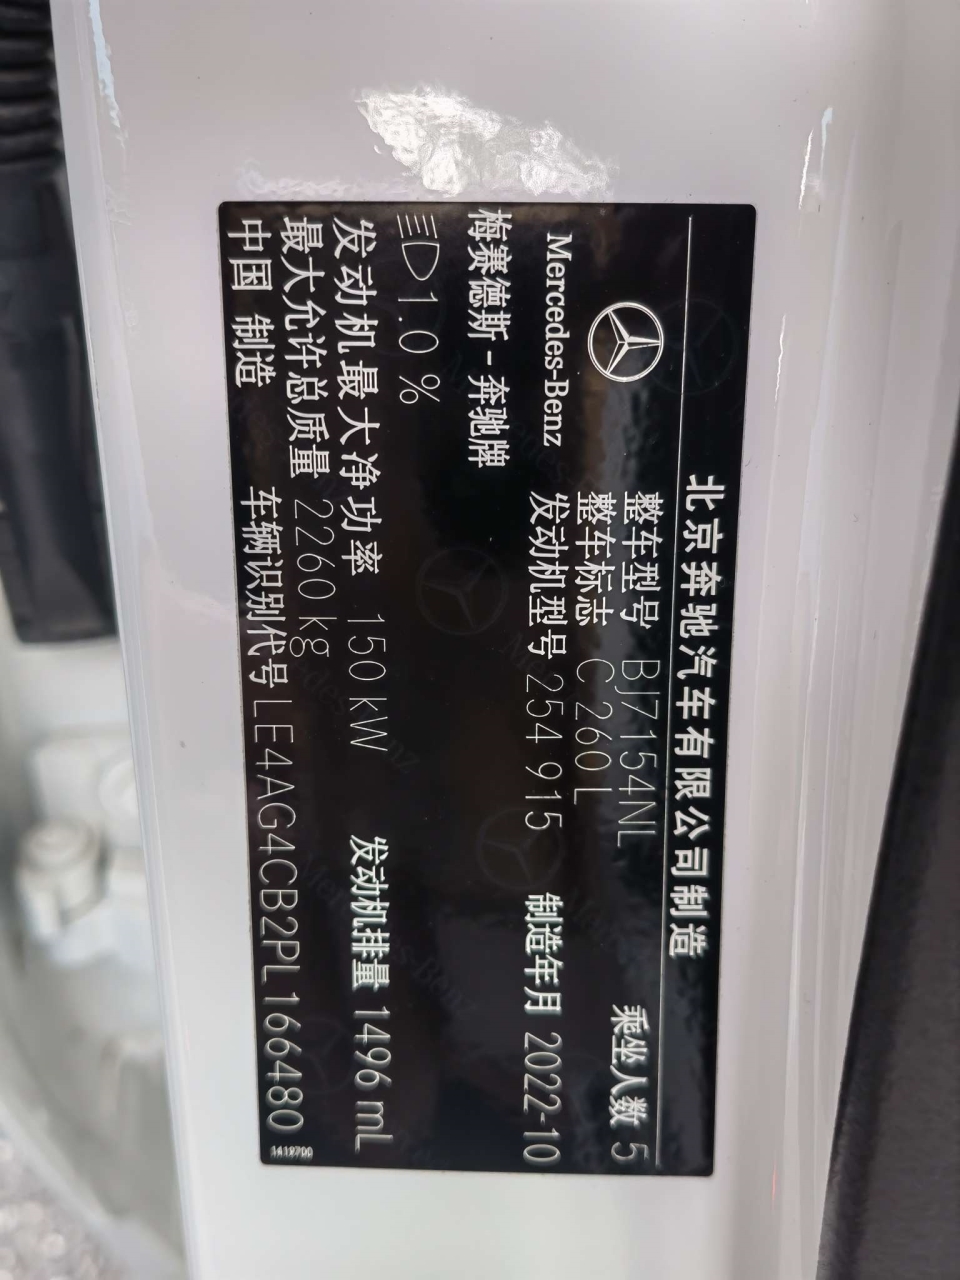 北京奔驰汽车有限公司制造
Mercedes-Benz
整车型号 BJ7154NL 乘坐人数 5
整车标志 C 260 L
发动机型号 254 915 制造年月 2022-10
梅赛德斯-奔驰牌
1.0 %
发动机最大净功率 150 kW 发动机排量 1496 mL
最大允许总质量 2260 kg
中国 制造 车辆识别代号 LE4AG4CB2PL166480
1419700